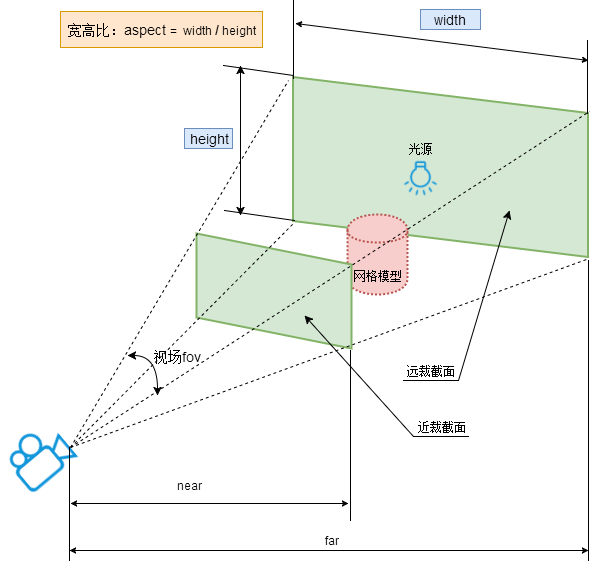 宽高比：aspect = width / height
width
height
光源
网格模型
视场fov
远裁截面
近裁截面
near
far